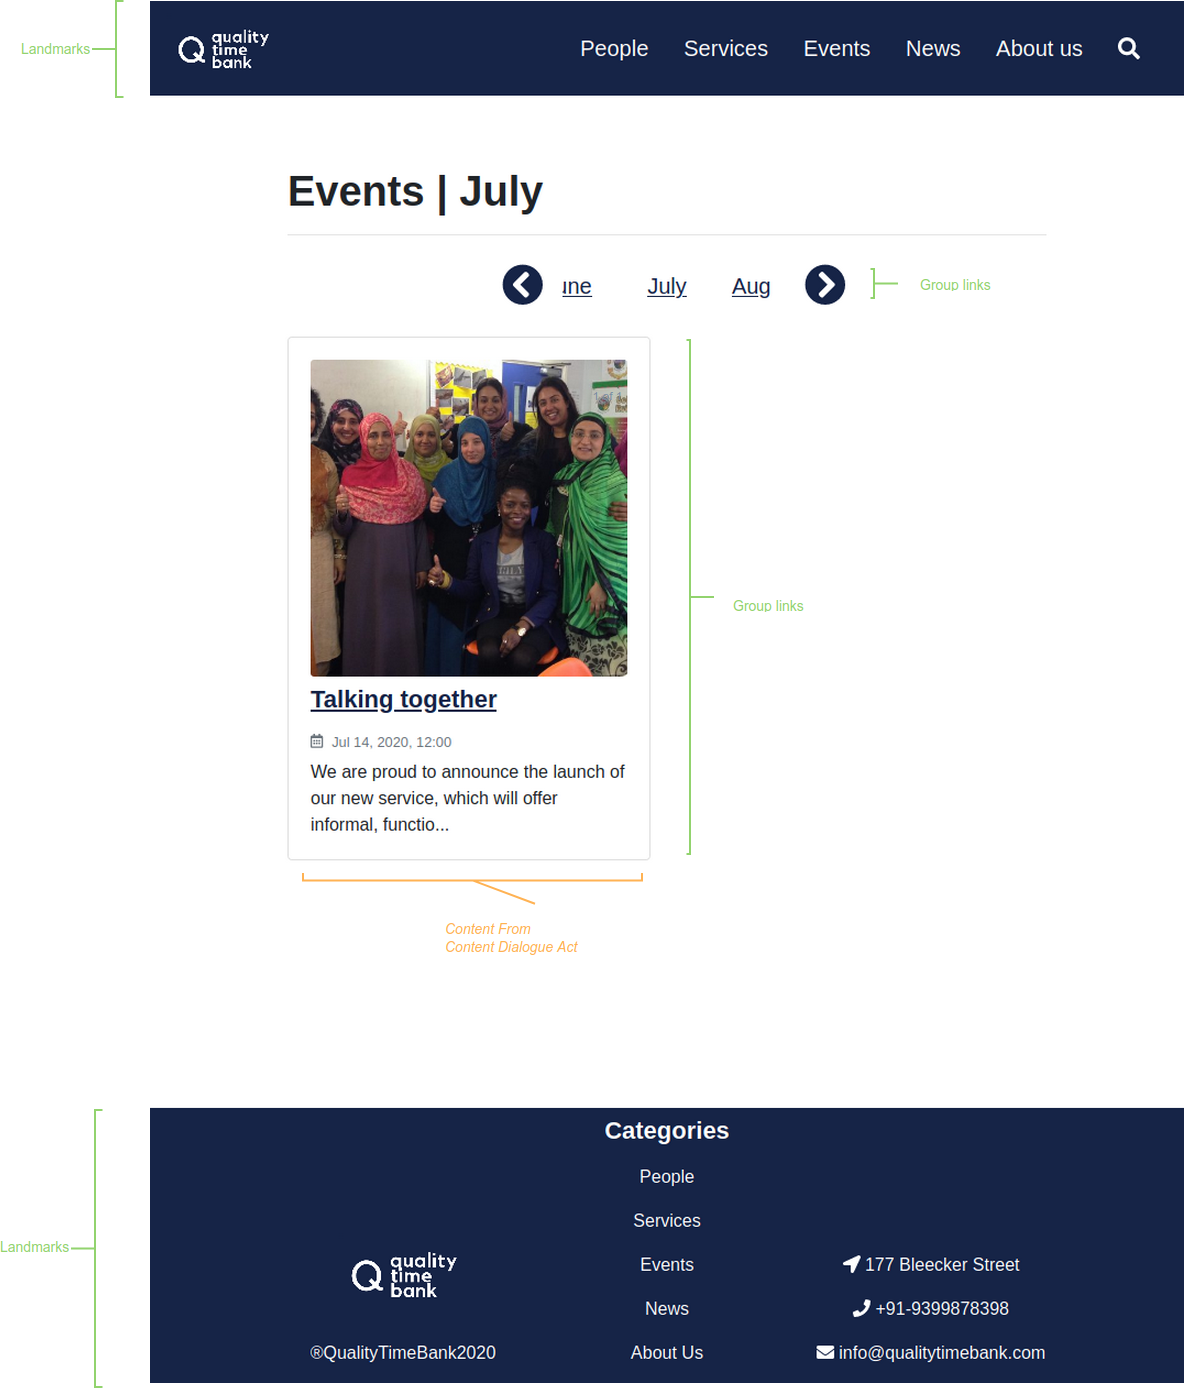 Landmarks
quality
time
bank
People Services Events News About us
Events | July
une July Aug
Group links
Group links
Talking together
Jul 14, 2020, 12:00
We are proud to announce the launch of
our new service, which will offer
informal, functio...
Content From
Content Dialogue Act
Landmarks
Categories
People
Services
Events
News
About Us
quality
time
bank
®QualityTimeBank2020
177 Bleecker Street
+91-9399878398
info@qualitytimebank.com